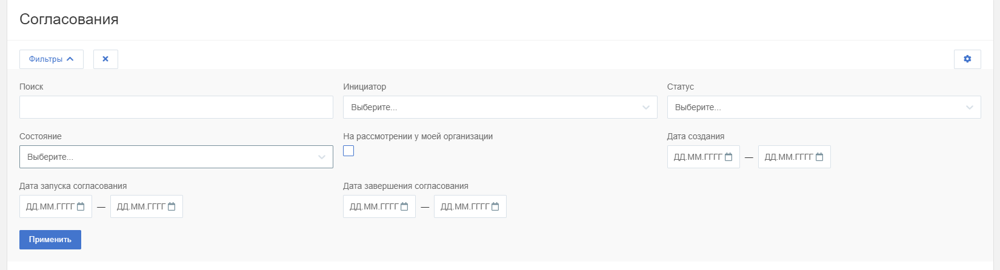 Согласования
Фильтры
Поиск
Инициатор
Статус
Выберите...
Выберите...
Состояние
На рассмотрении у моей организации
Дата создания
Выберите...
ДД.ММ.ГГГГ — ДД.ММ.ГГГГ
Дата запуска согласования
Дата завершения согласования
ДД.ММ.ГГГГ — ДД.ММ.ГГГГ
ДД.ММ.ГГГГ — ДД.ММ.ГГГГ
Применить